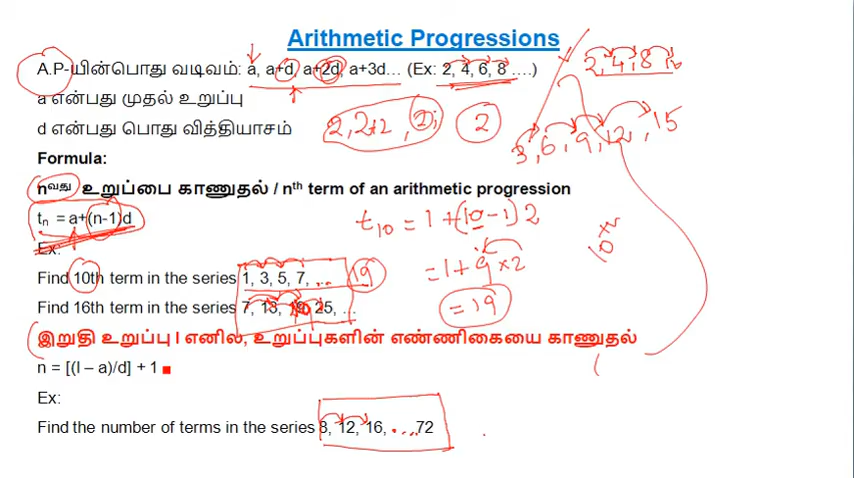 Arithmetic Progressions
A.P-யின்பொது வடிவம்: a, a+d, a+2d, a+3d... (Ex: 2, 4, 6, 8 ....)
2, 4, 8
a என்பது முதல் உறுப்பு
d என்பது பொது வித்தியாசம்
2, 2+2,
2
3, 6, 9, 12, 15
Formula:
nவது உறுப்பை காணுதல் / nth term of an arithmetic progression
tn = a+(n-1)d
t10 = 1+(10-1)2
Ex:
Find 10th term in the series 1, 3, 5, 7, ...
19
= 1+9×2
10
Find 16th term in the series 7, 13, 19, 25, ...
= 19
இறுதி உறுப்பு l எனில், உறுப்புகளின் எண்ணிகையை காணுதல்
n = [(l – a)/d] + 1
Ex:
Find the number of terms in the series 8, 12, 16, ....72